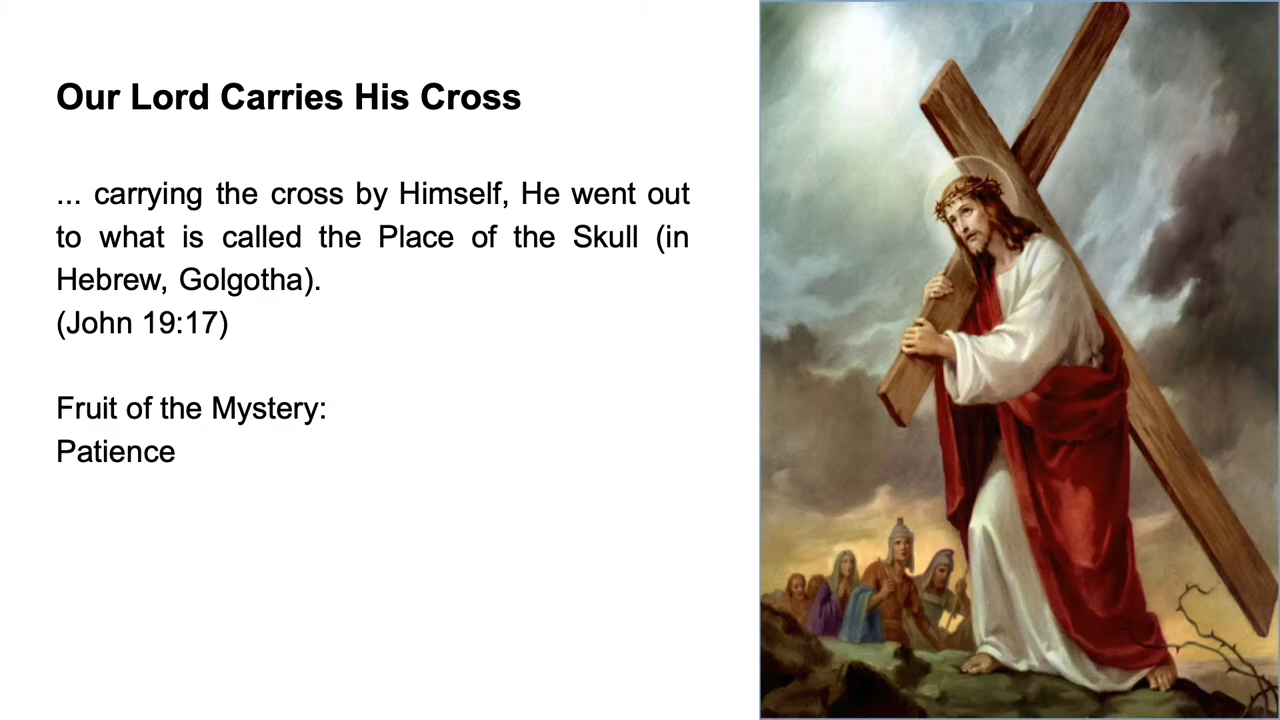 Our Lord Carries His Cross
... carrying the cross by Himself, He went out
to what is called the Place of the Skull (in
Hebrew, Golgotha).
(John 19:17)
Fruit of the Mystery:
Patience